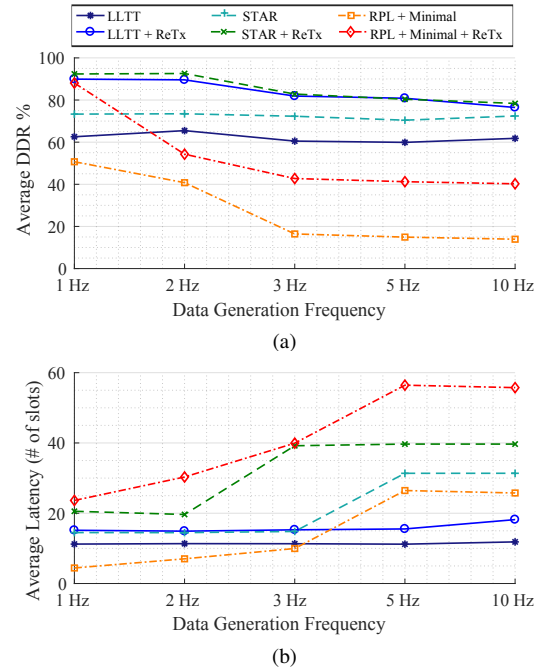 LLTT STAR RPL + Minimal
LLTT + ReTx STAR + ReTx RPL + Minimal + ReTx
100
80
60
40
20
0
Average DDR %
1 Hz 2 Hz 3 Hz 5 Hz 10 Hz
Data Generation Frequency
(a)
60
40
20
0
Average Latency (# of slots)
1 Hz 2 Hz 3 Hz 5 Hz 10 Hz
Data Generation Frequency
(b)